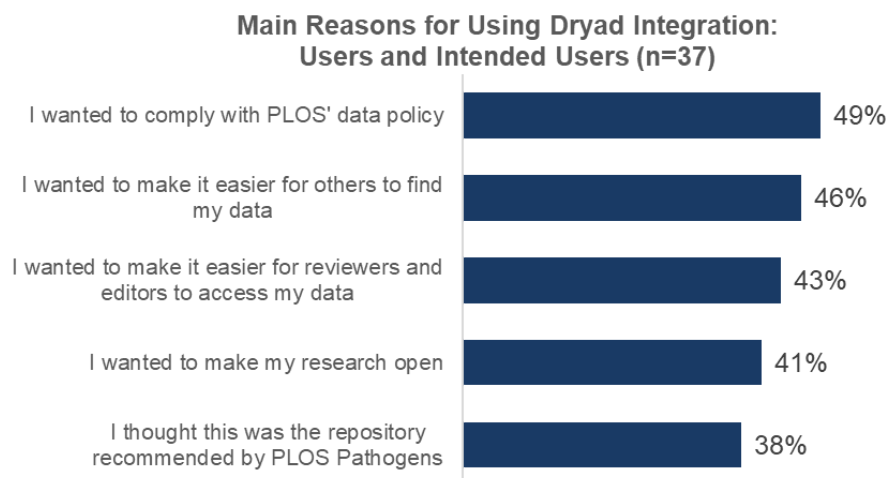 Main Reasons for Using Dryad Integration:
Users and Intended Users (n=37)
I wanted to comply with PLOS' data policy
49%
I wanted to make it easier for others to find
my data
46%
I wanted to make it easier for reviewers and
editors to access my data
43%
I wanted to make my research open
41%
I thought this was the repository
recommended by PLOS Pathogens
38%